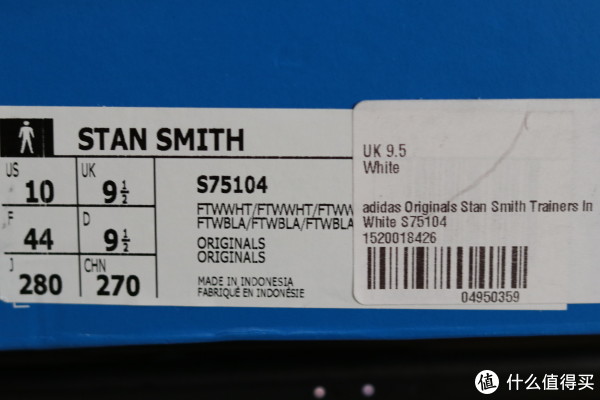 STAN SMITH
US UK
10 9½
F D
44 9½
J CHN
280 270
S75104
FTWWHT/FTWWHT/FTWW
FTWBLA/FTWBLA/FTWBLA
ORIGINALS
ORIGINALS
MADE IN INDONESIA
FABRIQUÉ EN INDONÉSIE
UK 9.5
White
adidas Originals Stan Smith Trainers In
White S75104
1520018426
04950359
值 什么值得买